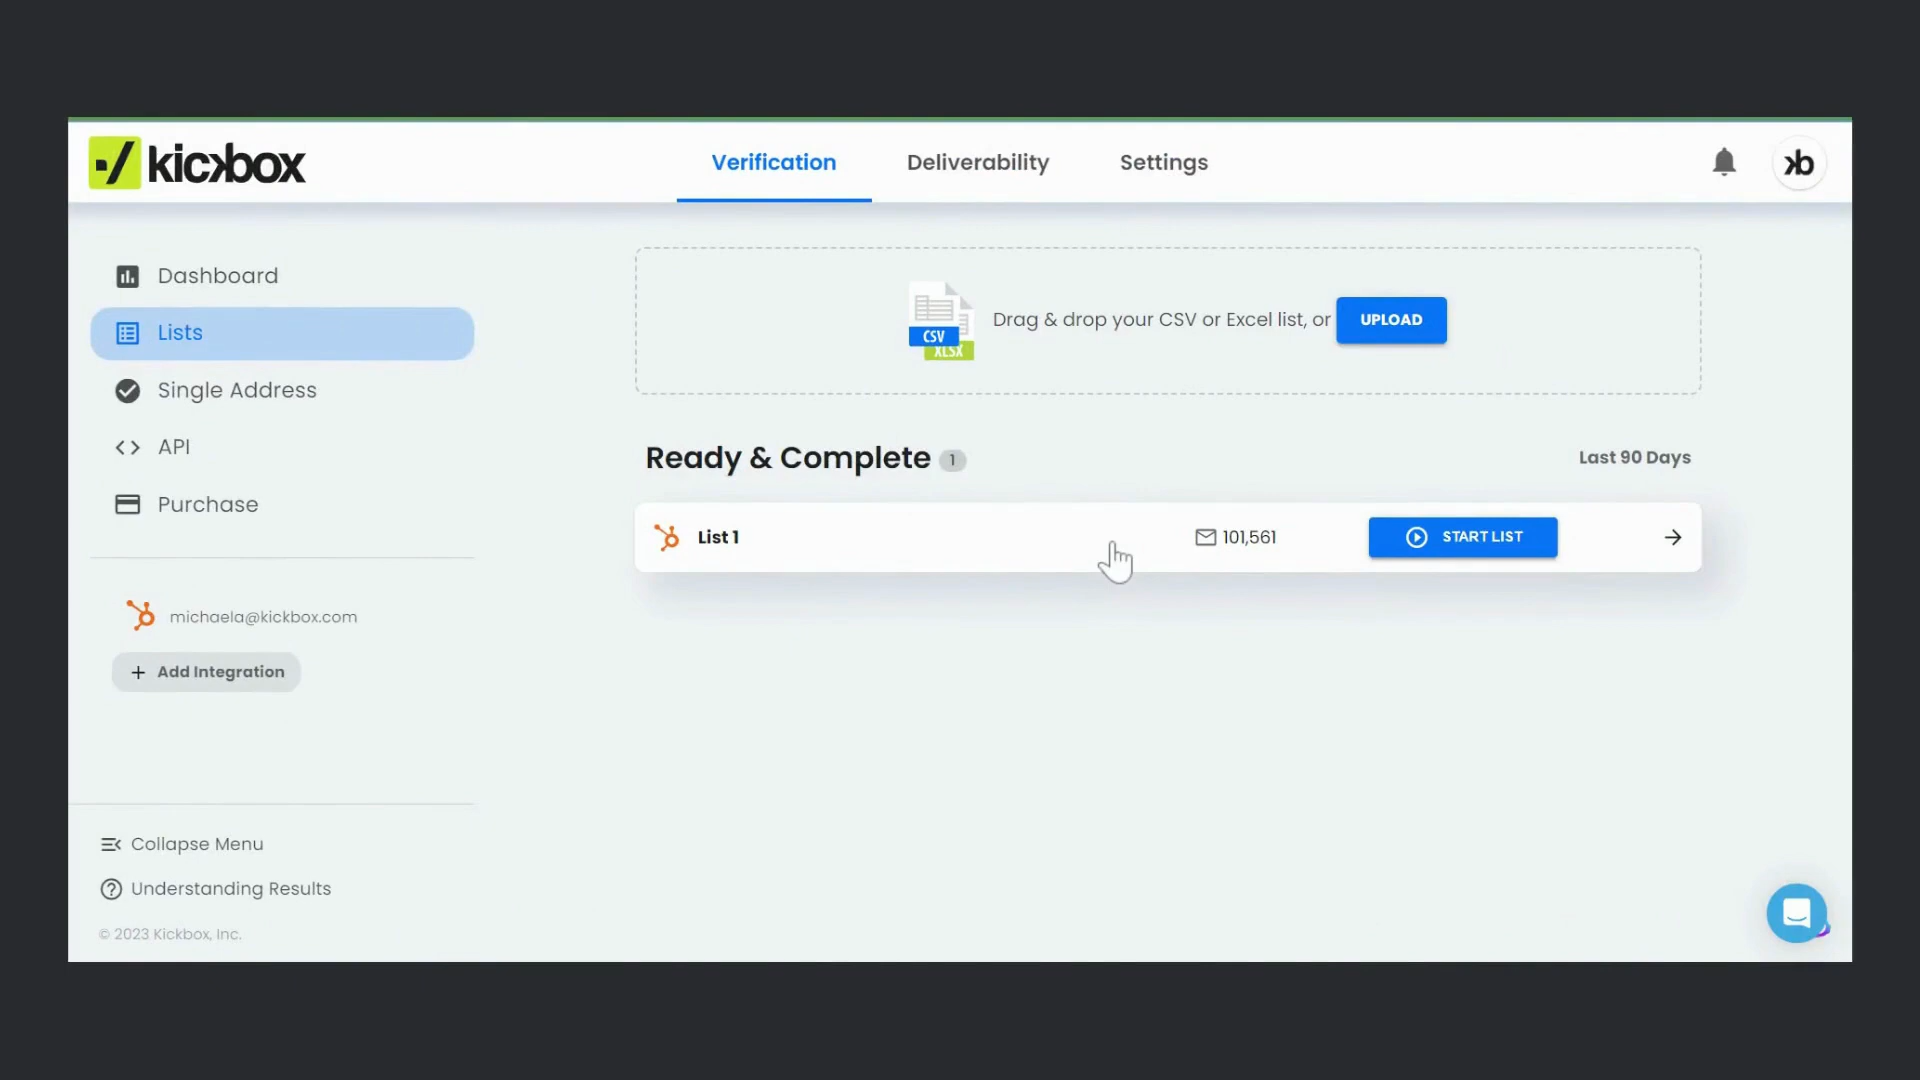 kickbox
Verification
Deliverability
Settings
kb
Dashboard
Lists
Single Address
API
Purchase
michaela@kickbox.com
+ Add Integration
Collapse Menu
Understanding Results
© 2023 Kickbox, Inc.
CSV
XLSX
Drag & drop your CSV or Excel list, or
UPLOAD
Ready & Complete 1
Last 90 Days
List 1
101,561
START LIST